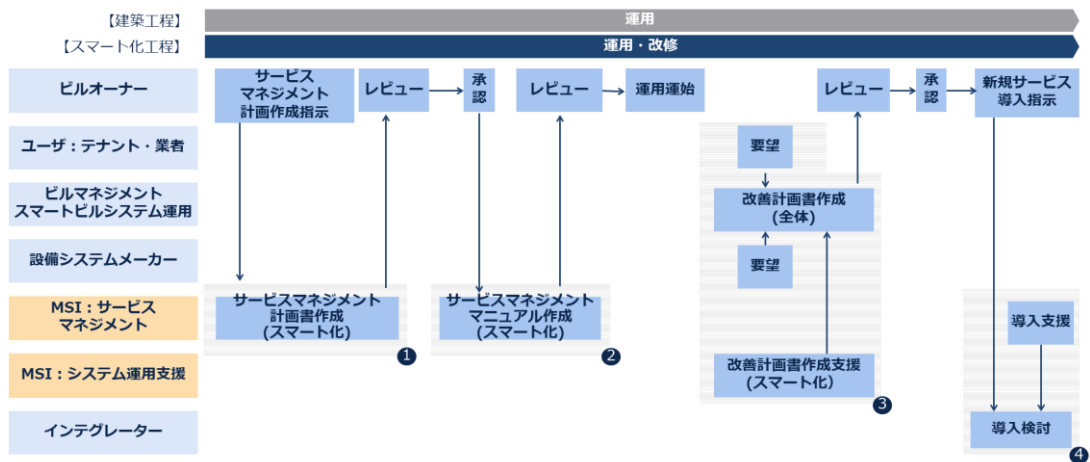 【建築工程】
運用
【スマート化工程】
運用・改修
ビルオーナー
サービス
マネジメント
計画作成指示
レビュー
承
認
レビュー
運用運始
レビュー
承
認
新規サービス
導入指示
ユーザ：テナント・業者
要望
ビルマネジメント
スマートビルシステム運用
改善計画書作成
(全体)
設備システムメーカー
要望
MSI：サービス
マネジメント
サービスマネジメント
計画書作成
(スマート化)
1
サービスマネジメント
マニュアル作成
(スマート化)
2
導入支援
MSI：システム運用支援
改善計画書作成支援
(スマート化)
3
インテグレーター
導入検討
4